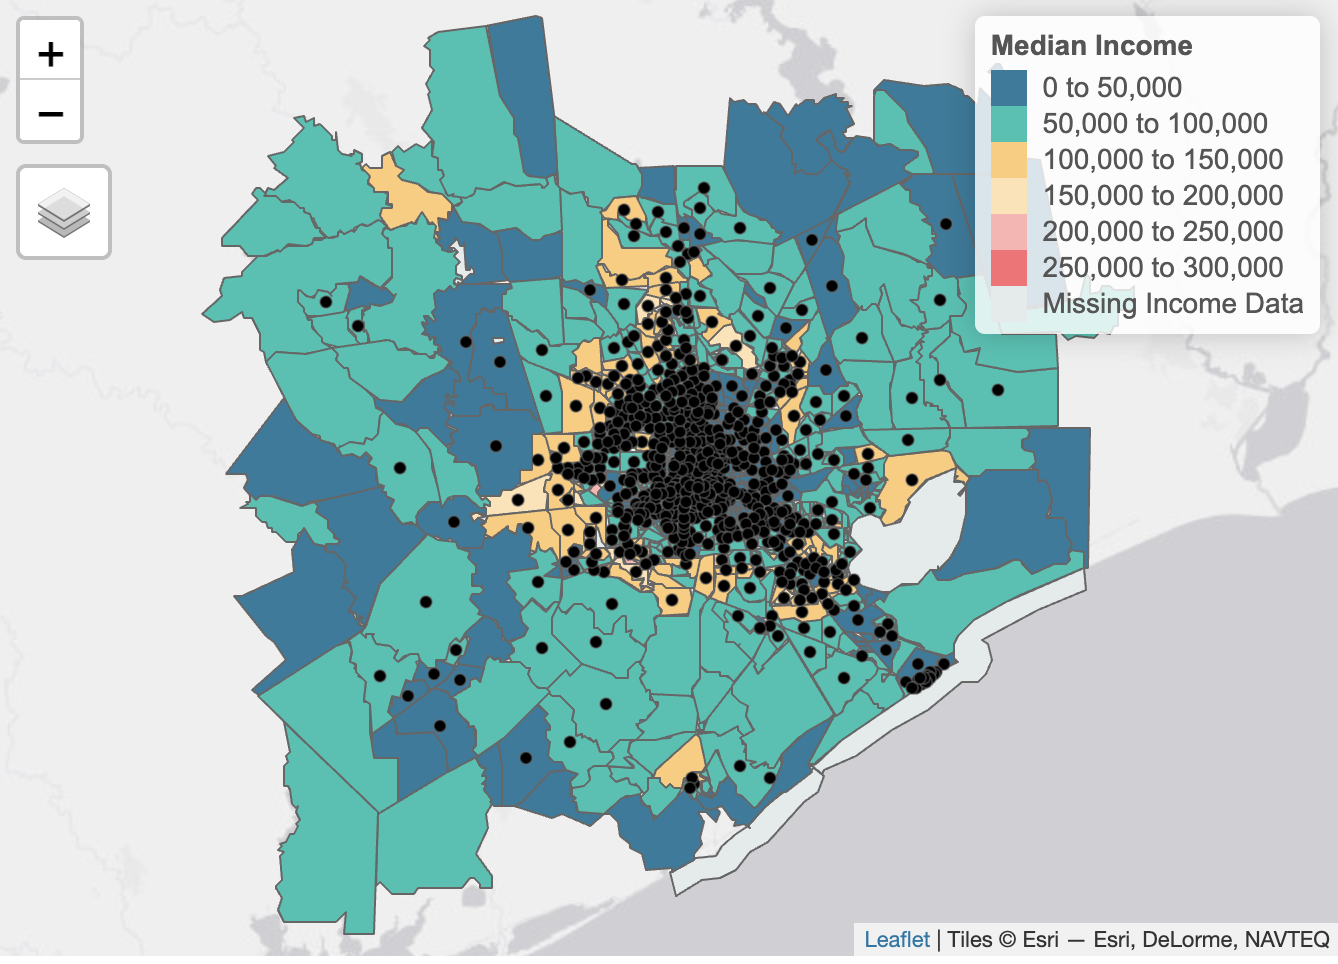 +
−
Median Income
0 to 50,000
50,000 to 100,000
100,000 to 150,000
150,000 to 200,000
200,000 to 250,000
250,000 to 300,000
Missing Income Data
Leaflet | Tiles © Esri — Esri, DeLorme, NAVTEQ